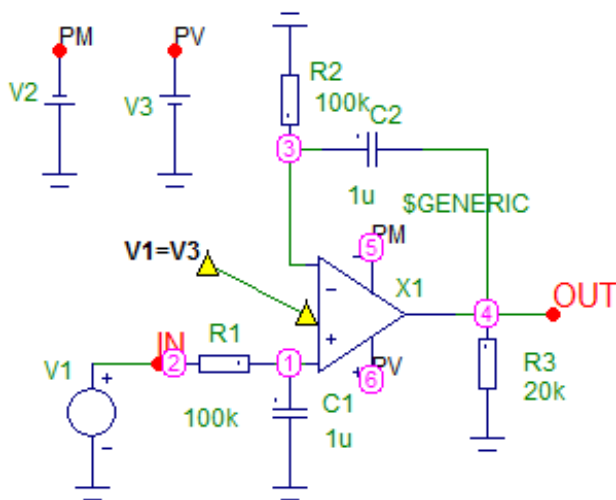 PM
PV
V2
V3
R2
100k
C2
3
1u
$GENERIC
V1=V3
PM
5
X1
−
+
OUT
4
IN
R1
2
1
V1
+
−
100k
C1
1u
PV
6
R3
20k